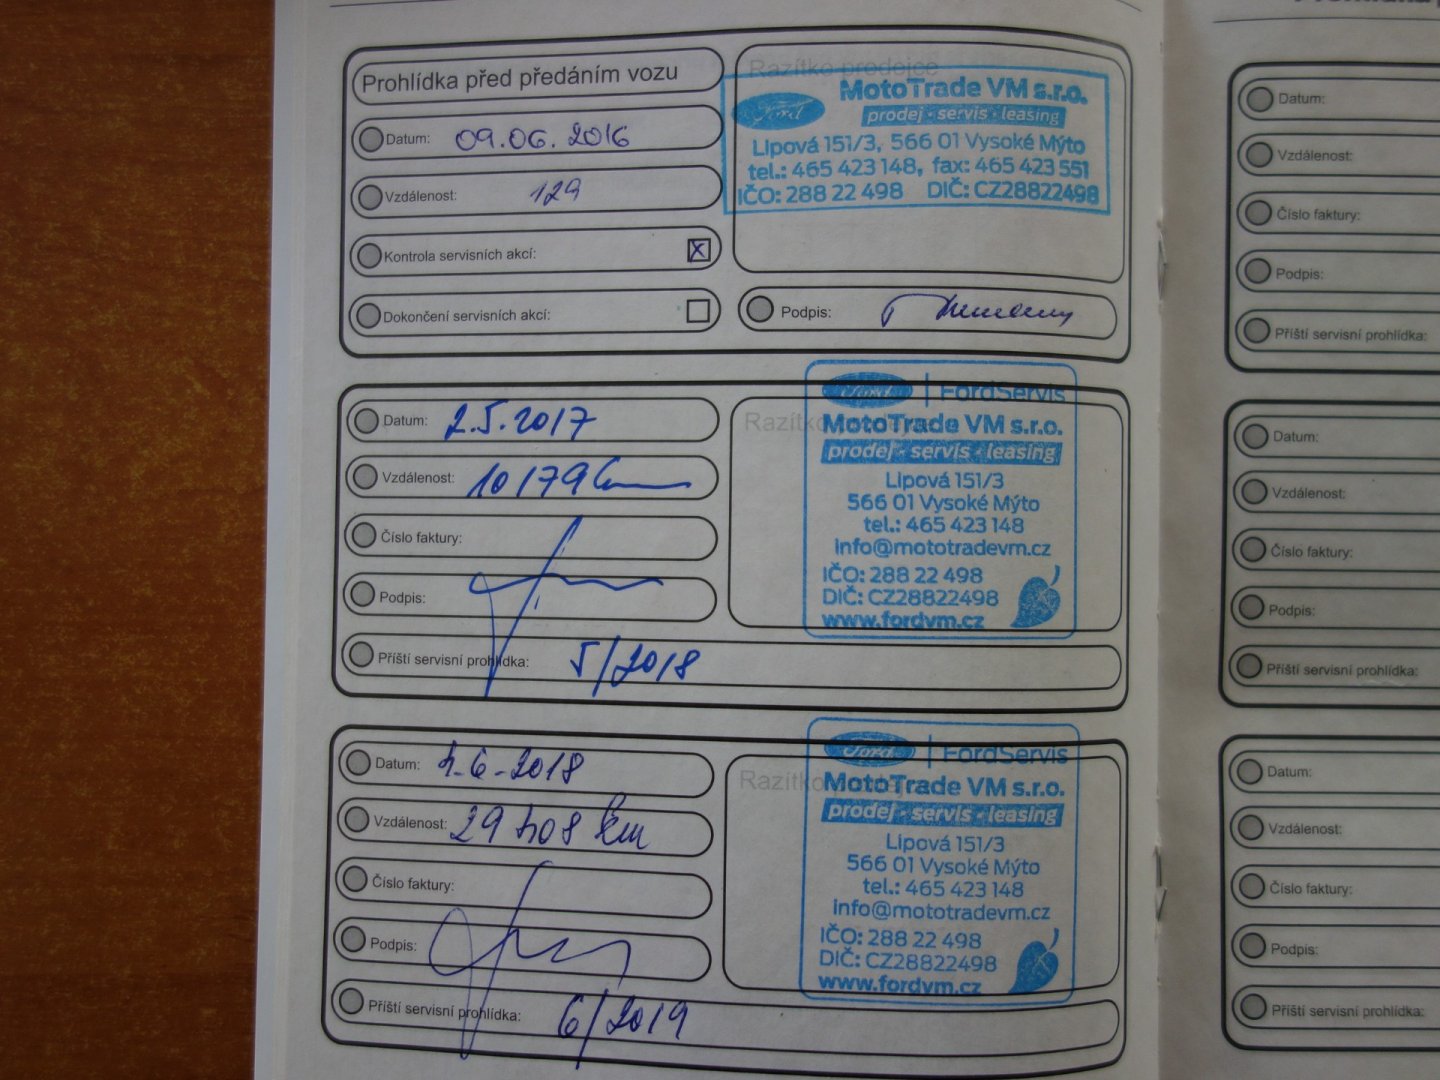 Prohlídka před předáním vozu
Datum: 09.06.2016
Vzdálenost: 129
Kontrola servisních akcí: X
Dokončení servisních akcí:
Razítko prodejce
Ford
MotoTrade VM s.r.o.
prodej - servis - leasing
Lipová 151/3, 566 01 Vysoké Mýto
tel.: 465 423 148, fax: 465 423 551
IČO: 288 22 498 DIČ: CZ28822498
Podpis:
Datum: 2.5.2017
Vzdálenost: 10179 km
Číslo faktury:
Podpis:
Příští servisní prohlídka: 5/2018
Razítko
Ford | FordServis
MotoTrade VM s.r.o.
prodej - servis - leasing
Lipová 151/3
566 01 Vysoké Mýto
tel.: 465 423 148
info@mototradevm.cz
IČO: 288 22 498
DIČ: CZ28822498
www.fordvm.cz
Datum: 4-6-2018
Vzdálenost: 29408 km
Číslo faktury:
Podpis:
Příští servisní prohlídka: 6/2019
Razítko
Ford | FordServis
MotoTrade VM s.r.o.
prodej - servis - leasing
Lipová 151/3
566 01 Vysoké Mýto
tel.: 465 423 148
info@mototradevm.cz
IČO: 288 22 498
DIČ: CZ28822498
www.fordvm.cz
Datum:
Vzdálenost:
Číslo faktury:
Podpis:
Příští servisní prohlídka:
Datum:
Vzdálenost:
Číslo faktury:
Podpis:
Příští servisní prohlídka:
Datum:
Vzdálenost:
Číslo faktury:
Podpis:
Příští servisní prohlídka: